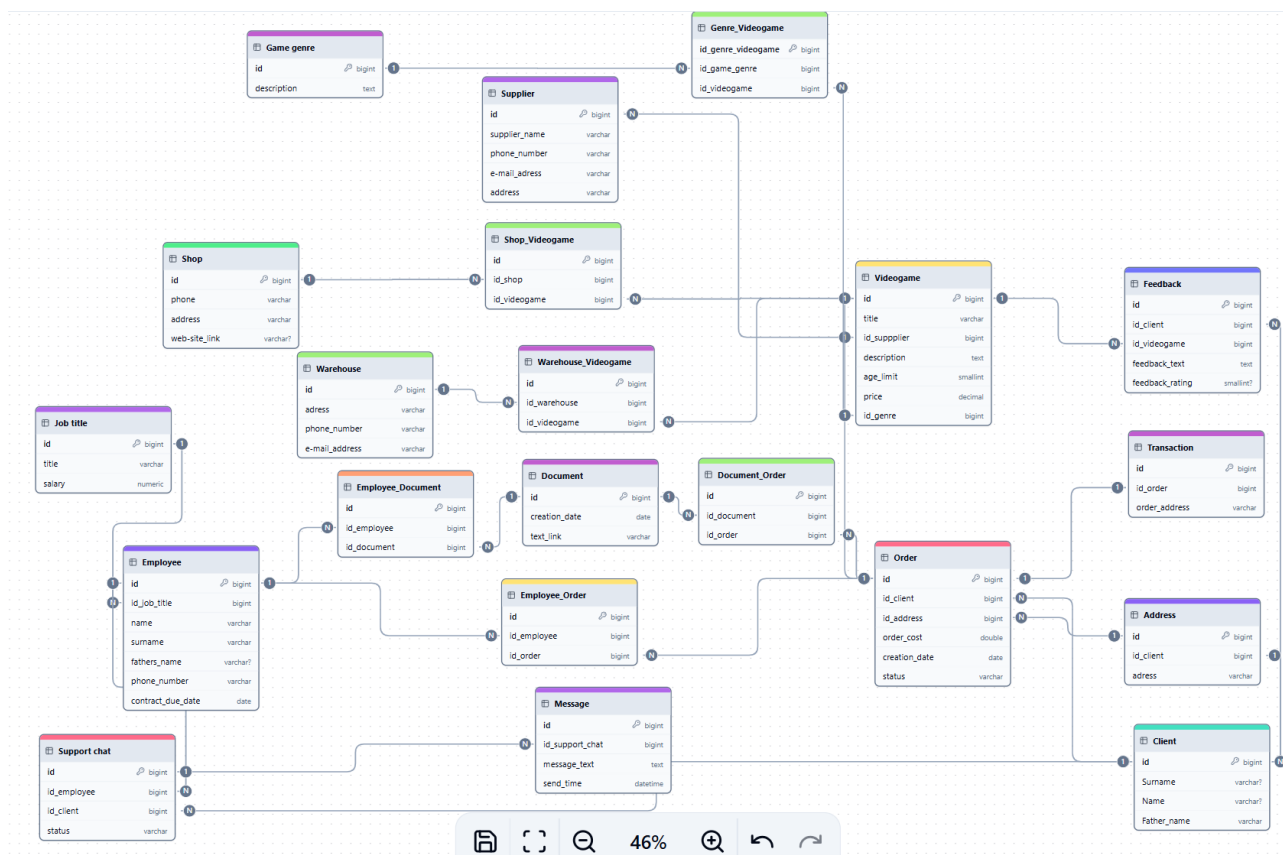 Genre_Videogame
id_genre_videogame bigint
id_game_genre bigint
id_videogame bigint
Game genre
id bigint
description text
Supplier
id bigint
supplier_name varchar
phone_number varchar
e-mail_adress varchar
address varchar
Shop_Videogame
id bigint
id_shop bigint
id_videogame bigint
Shop
id bigint
phone varchar
address varchar
web-site_link varchar?
Videogame
id bigint
title varchar
id_suppplier bigint
description text
age_limit smallint
price decimal
id_genre bigint
Feedback
id bigint
id_client bigint
id_videogame bigint
feedback_text text
feedback_rating smallint?
Warehouse
id bigint
adress varchar
phone_number varchar
e-mail_address varchar
Warehouse_Videogame
id bigint
id_warehouse bigint
id_videogame bigint
Job title
id bigint
title varchar
salary numeric
Transaction
id bigint
id_order bigint
order_address varchar
Employee_Document
id bigint
id_employee bigint
id_document bigint
Document
id bigint
creation_date date
text_link varchar
Document_Order
id bigint
id_document bigint
id_order bigint
Employee
id bigint
id_job_title bigint
name varchar
surname varchar
fathers_name varchar?
phone_number varchar
contract_due_date date
Employee_Order
id bigint
id_employee bigint
id_order bigint
Order
id bigint
id_client bigint
id_address bigint
order_cost double
creation_date date
status varchar
Address
id bigint
id_client bigint
adress varchar
Message
id bigint
id_support_chat bigint
message_text text
send_time datetime
Support chat
id bigint
id_employee bigint
id_client bigint
status varchar
Client
id bigint
Surname varchar?
Name varchar?
Father_name varchar
46%